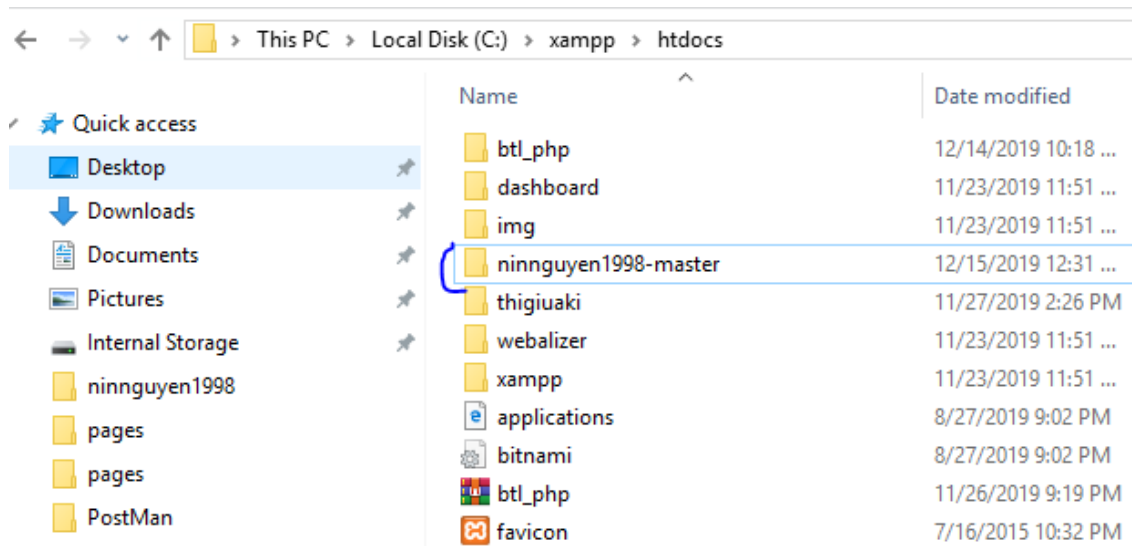 This PC > Local Disk (C:) > xampp > htdocs
Name Date modified
Quick access
Desktop
Downloads
Documents
Pictures
Internal Storage
ninnguyen1998
pages
pages
PostMan
btl_php 12/14/2019 10:18 ...
dashboard 11/23/2019 11:51 ...
img 11/23/2019 11:51 ...
ninnguyen1998-master 12/15/2019 12:31 ...
thigiuaki 11/27/2019 2:26 PM
webalizer 11/23/2019 11:51 ...
xampp 11/23/2019 11:51 ...
applications 8/27/2019 9:02 PM
bitnami 8/27/2019 9:02 PM
btl_php 11/26/2019 9:19 PM
favicon 7/16/2015 10:32 PM